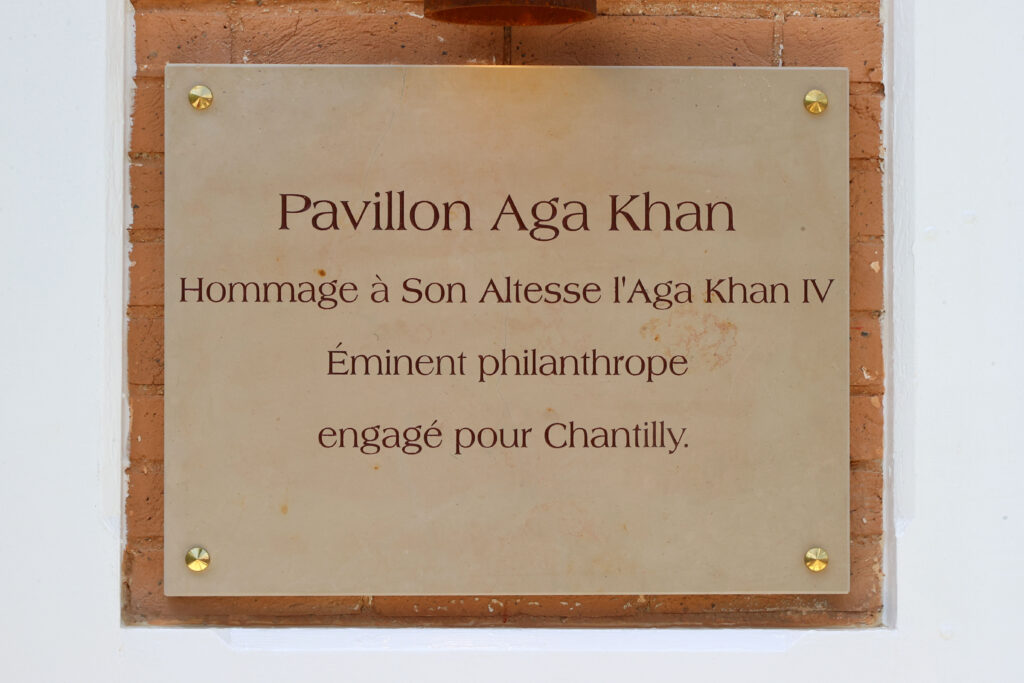 Pavillon Aga Khan
Hommage à Son Altesse l'Aga Khan IV
Éminent philanthrope
engagé pour Chantilly.